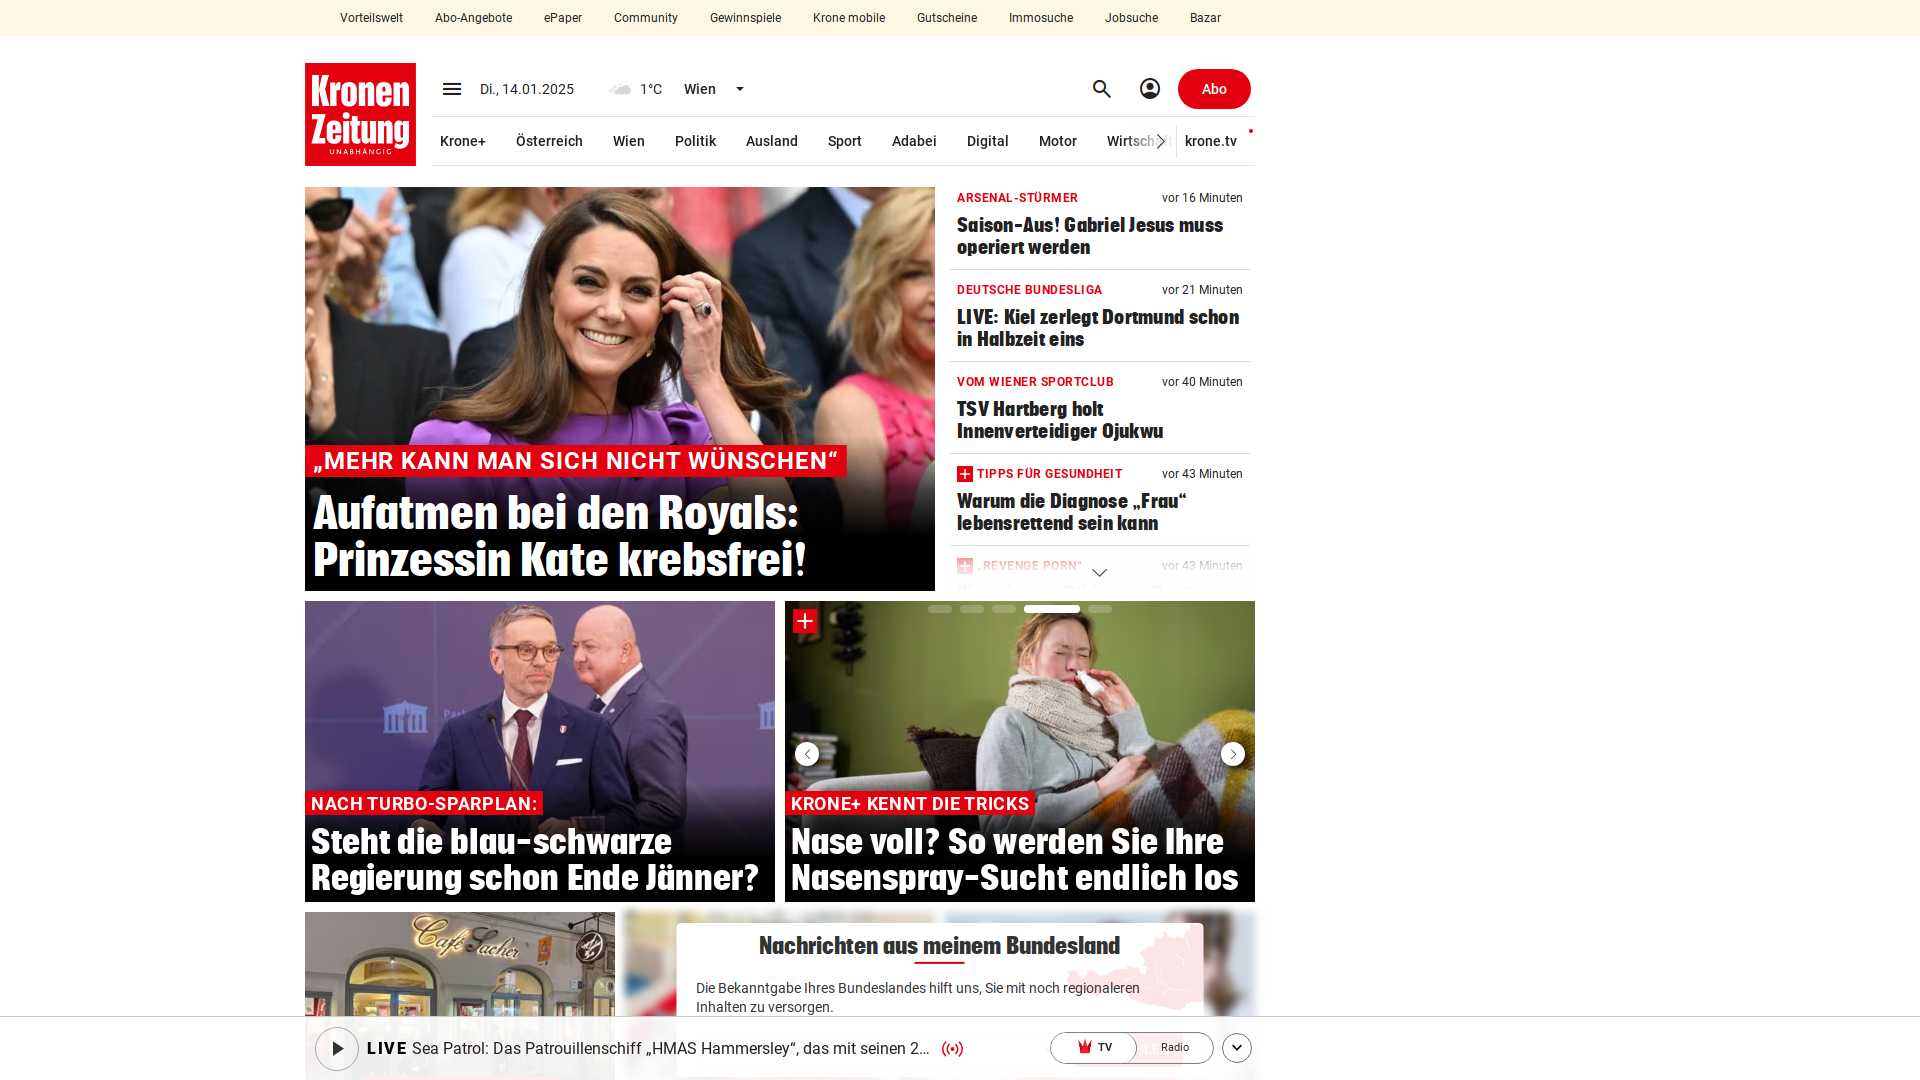 Vorteilswelt
Abo-Angebote
ePaper
Community
Gewinnspiele
Krone mobile
Gutscheine
Immosuche
Jobsuche
Bazar
Kronen
Zeitung
UNABHÄNGIG
Di., 14.01.2025
1°C
Wien
Abo
Krone+
Österreich
Wien
Politik
Ausland
Sport
Adabei
Digital
Motor
Wirtschaft
krone.tv
„MEHR KANN MAN SICH NICHT WÜNSCHEN“
Aufatmen bei den Royals:
Prinzessin Kate krebsfrei!
ARSENAL-STÜRMER
vor 16 Minuten
Saison-Aus! Gabriel Jesus muss
operiert werden
DEUTSCHE BUNDESLIGA
vor 21 Minuten
LIVE: Kiel zerlegt Dortmund schon
in Halbzeit eins
VOM WIENER SPORTCLUB
vor 40 Minuten
TSV Hartberg holt
Innenverteidiger Ojukwu
TIPPS FÜR GESUNDHEIT
vor 43 Minuten
Warum die Diagnose „Frau“
lebensrettend sein kann
„REVENGE PORN“
vor 43 Minuten
NACH TURBO-SPARPLAN:
Steht die blau-schwarze
Regierung schon Ende Jänner?
KRONE+ KENNT DIE TRICKS
Nase voll? So werden Sie Ihre
Nasenspray-Sucht endlich los
Café Sacher
Nachrichten aus meinem Bundesland
Die Bekanntgabe Ihres Bundeslandes hilft uns, Sie mit noch regionaleren
Inhalten zu versorgen.
LIVE Sea Patrol: Das Patrouillenschiff „HMAS Hammersley“, das mit seinen 2...
TV
Radio